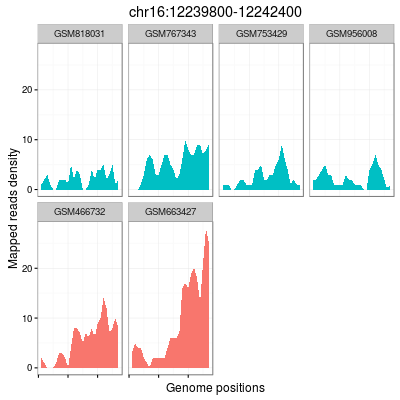 chr16:12239800-12242400
GSM818031 GSM767343 GSM753429 GSM956008
20
10
0
GSM466732 GSM663427
20
10
0
Mapped reads density
Genome positions